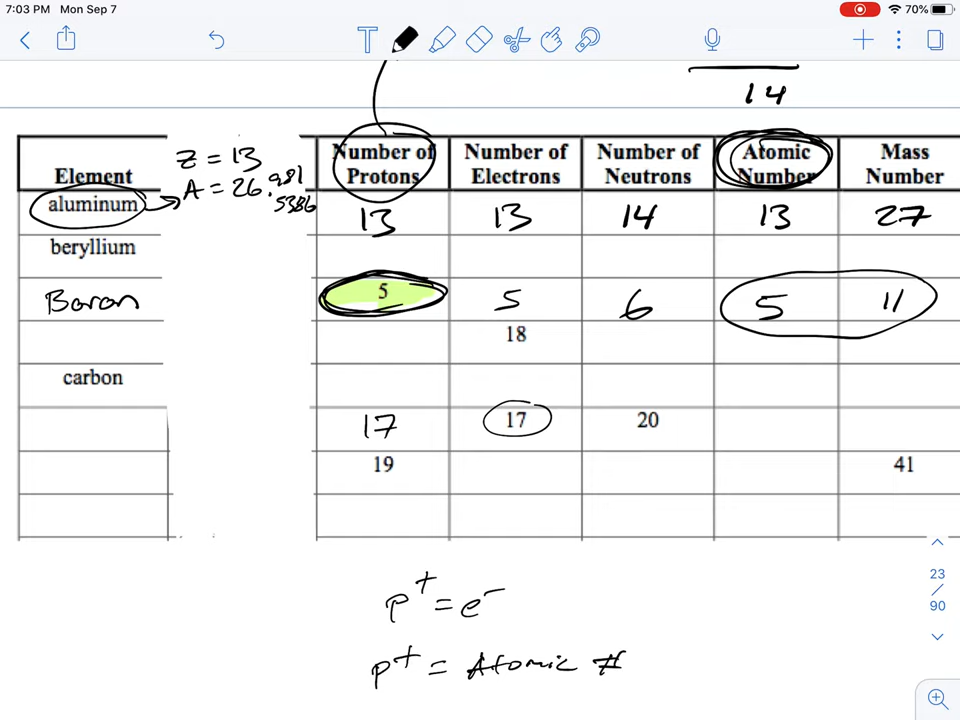 7:03 PM Mon Sep 7 70%
T
14
Element Z = 13 A = 26.981 5386 Number of Protons Number of Electrons Number of Neutrons Atomic Number Mass Number
aluminum 13 13 14 13 27
beryllium
Boron 5 5 6 5 11
18
carbon
17 17 20
19 41
23 / 90
p+ = e-
p+ = Atomic #